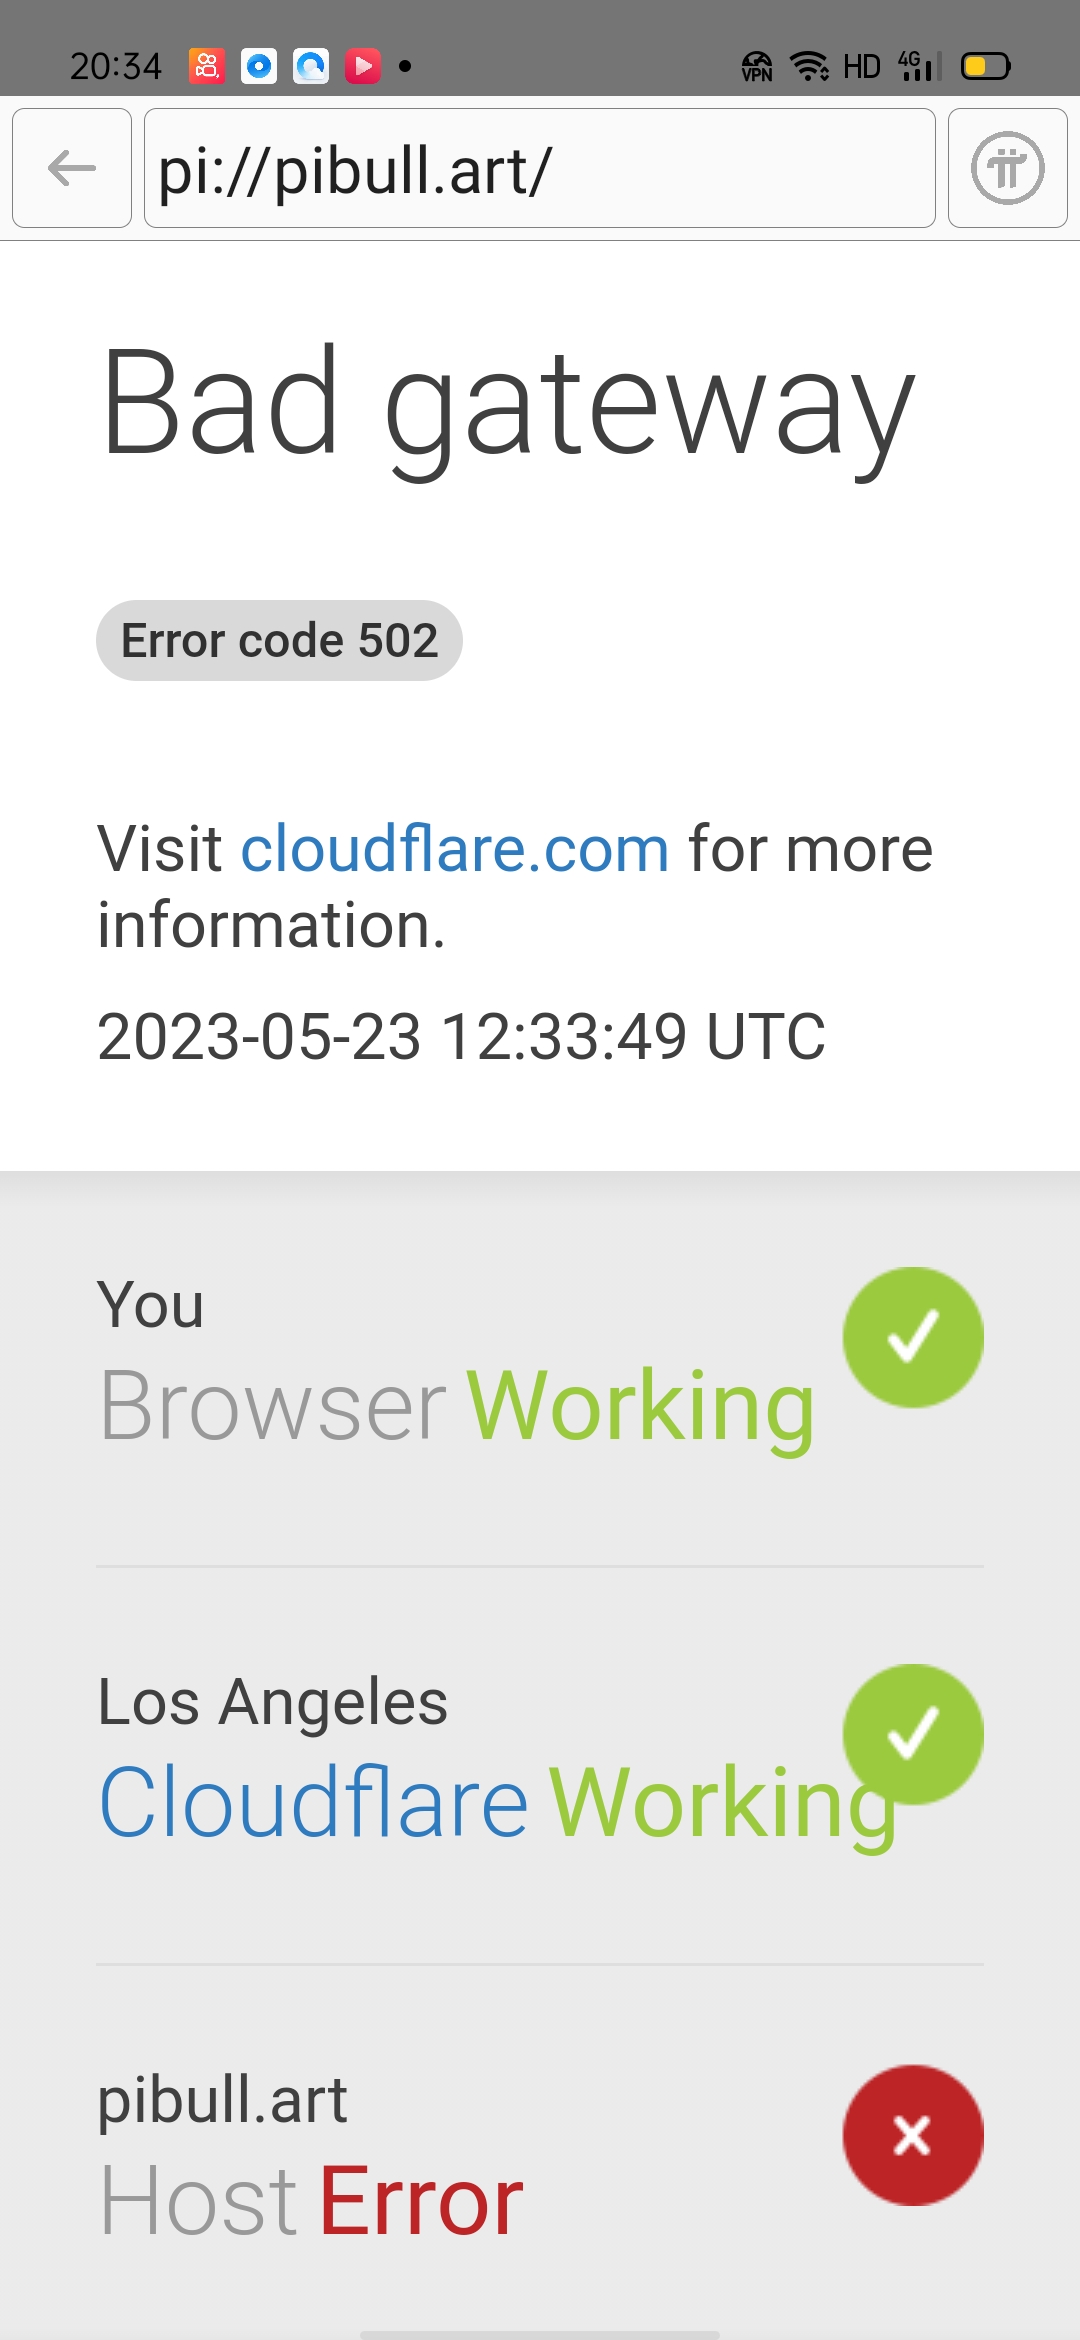 20:34 VPN HD 4G
pi://pibull.art/
Bad gateway
Error code 502
Visit cloudflare.com for more
information.
2023-05-23 12:33:49 UTC
You
Browser Working
Los Angeles
Cloudflare Working
pibull.art
Host Error